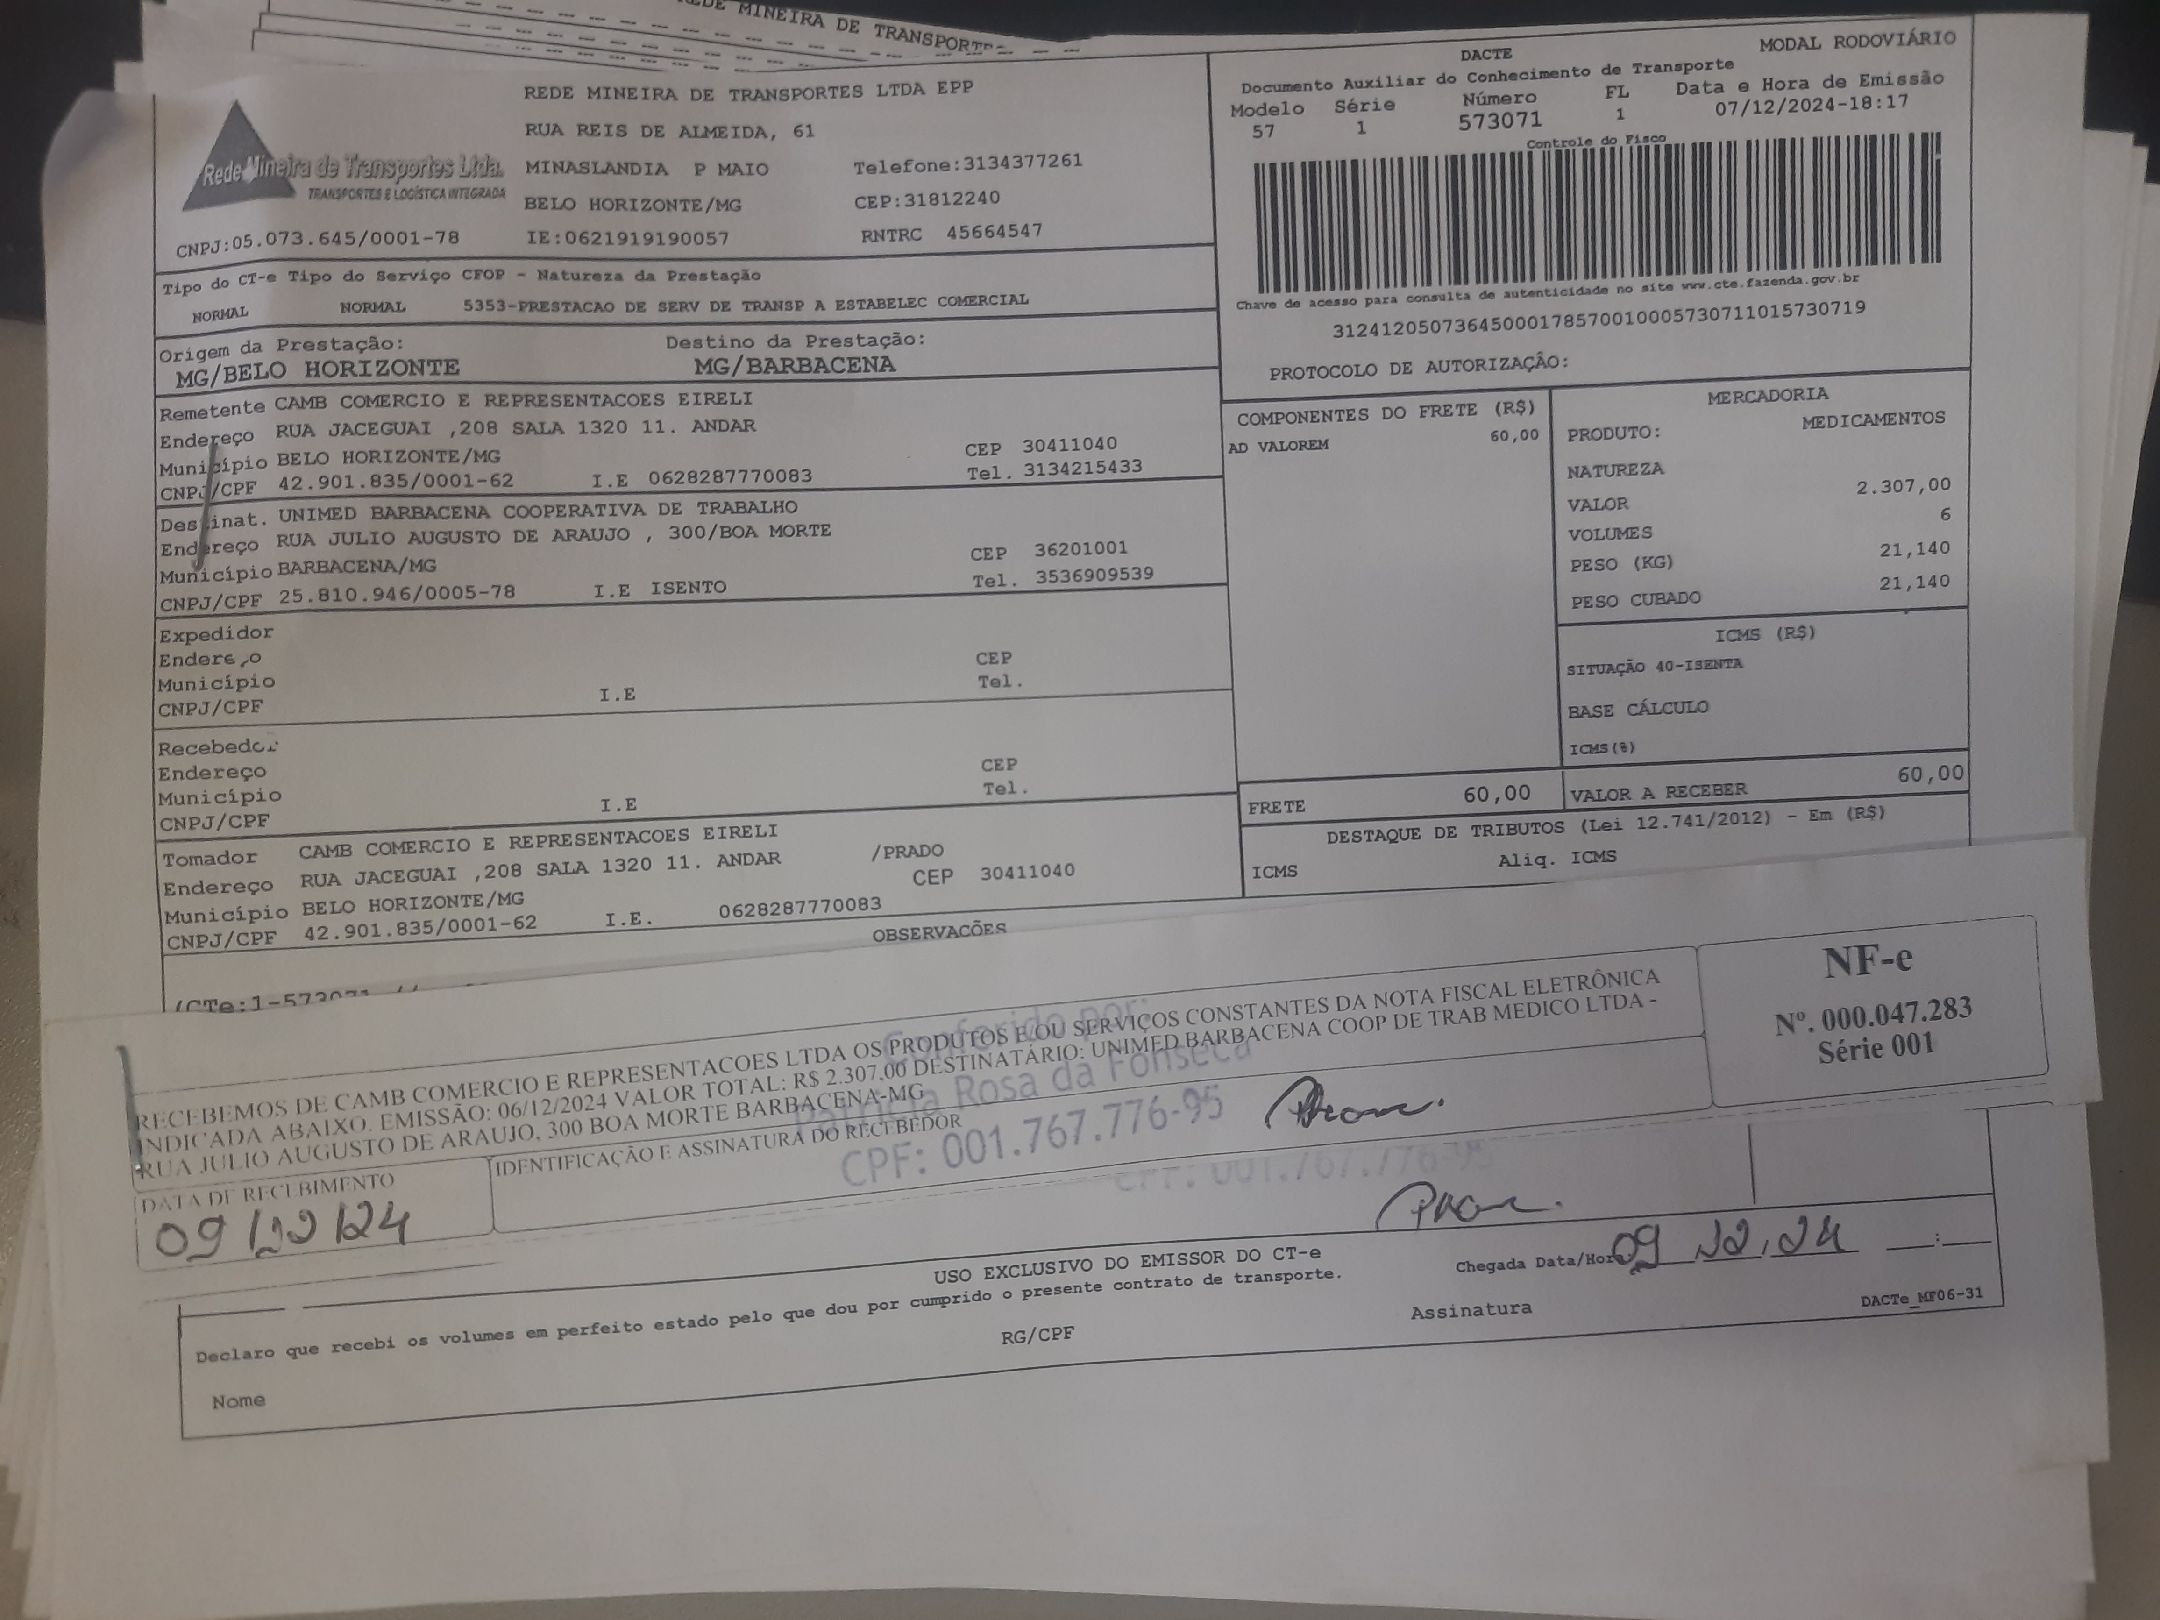 REDE MINEIRA DE TRANSPORTES LTDA EPP
RUA REIS DE ALMEIDA, 61
MINASLANDIA P MAIO Telefone:3134377261
BELO HORIZONTE/MG CEP:31812240
CNPJ:05.073.645/0001-78 IE:0621919190057 RNTRC 45664547
Rede Mineira de Transportes Ltda.
TRANSPORTES E LOGÍSTICA INTEGRADA
DACTE MODAL RODOVIÁRIO
Documento Auxiliar do Conhecimento de Transporte
Modelo Série Número FL Data e Hora de Emissão
57 1 573071 1 07/12/2024-18:17
Controle do Fisco
Chave de acesso para consulta de autenticidade no site www.cte.fazenda.gov.br
31241205073645000178570010005730711015730719
PROTOCOLO DE AUTORIZAÇÃO:
Tipo do CT-e Tipo do Serviço CFOP - Natureza da Prestação
NORMAL NORMAL 5353-PRESTACAO DE SERV DE TRANSP A ESTABELEC COMERCIAL
Origem da Prestação: Destino da Prestação:
MG/BELO HORIZONTE MG/BARBACENA
Remetente CAMB COMERCIO E REPRESENTACOES EIRELI
Endereço RUA JACEGUAI ,208 SALA 1320 11. ANDAR
Município BELO HORIZONTE/MG CEP 30411040
CNPJ/CPF 42.901.835/0001-62 I.E 0628287770083 Tel. 3134215433
Destinat. UNIMED BARBACENA COOPERATIVA DE TRABALHO
Endereço RUA JULIO AUGUSTO DE ARAUJO , 300/BOA MORTE
Município BARBACENA/MG CEP 36201001
CNPJ/CPF 25.810.946/0005-78 I.E ISENTO Tel. 3536909539
Expedidor
Endereço CEP
Município Tel.
CNPJ/CPF I.E
Recebedor
Endereço CEP
Município Tel.
CNPJ/CPF I.E
Tomador CAMB COMERCIO E REPRESENTACOES EIRELI
Endereço RUA JACEGUAI ,208 SALA 1320 11. ANDAR /PRADO
Município BELO HORIZONTE/MG CEP 30411040
CNPJ/CPF 42.901.835/0001-62 I.E. 0628287770083
COMPONENTES DO FRETE (R$)
AD VALOREM 60,00
MERCADORIA
PRODUTO: MEDICAMENTOS
NATUREZA
VALOR 2.307,00
VOLUMES 6
PESO (KG) 21,140
PESO CUBADO 21,140
ICMS (R$)
SITUAÇÃO 40-ISENTA
BASE CÁLCULO
ICMS(%)
FRETE 60,00 VALOR A RECEBER 60,00
DESTAQUE DE TRIBUTOS (Lei 12.741/2012) - Em (R$)
ICMS Aliq. ICMS
OBSERVAÇÕES
RECEBEMOS DE CAMB COMERCIO E REPRESENTACOES LTDA OS PRODUTOS E/OU SERVIÇOS CONSTANTES DA NOTA FISCAL ELETRÔNICA
INDICADA ABAIXO. EMISSÃO: 06/12/2024 VALOR TOTAL: R$ 2.307,00 DESTINATÁRIO: UNIMED BARBACENA COOP DE TRAB MEDICO LTDA -
RUA JULIO AUGUSTO DE ARAUJO, 300 BOA MORTE BARBACENA-MG
NF-e
Nº. 000.047.283
Série 001
Conferido por:
Patrícia Rosa da Fonseca
CPF: 001.767.776-95
DATA DE RECEBIMENTO IDENTIFICAÇÃO E ASSINATURA DO RECEBEDOR
09/12/24
CPF: 001.767.776-95
USO EXCLUSIVO DO EMISSOR DO CT-e Chegada Data/Hora: 09 12 24 __:__
Declaro que recebi os volumes em perfeito estado pelo que dou por cumprido o presente contrato de transporte.
Nome RG/CPF Assinatura DACTe_MF06-31